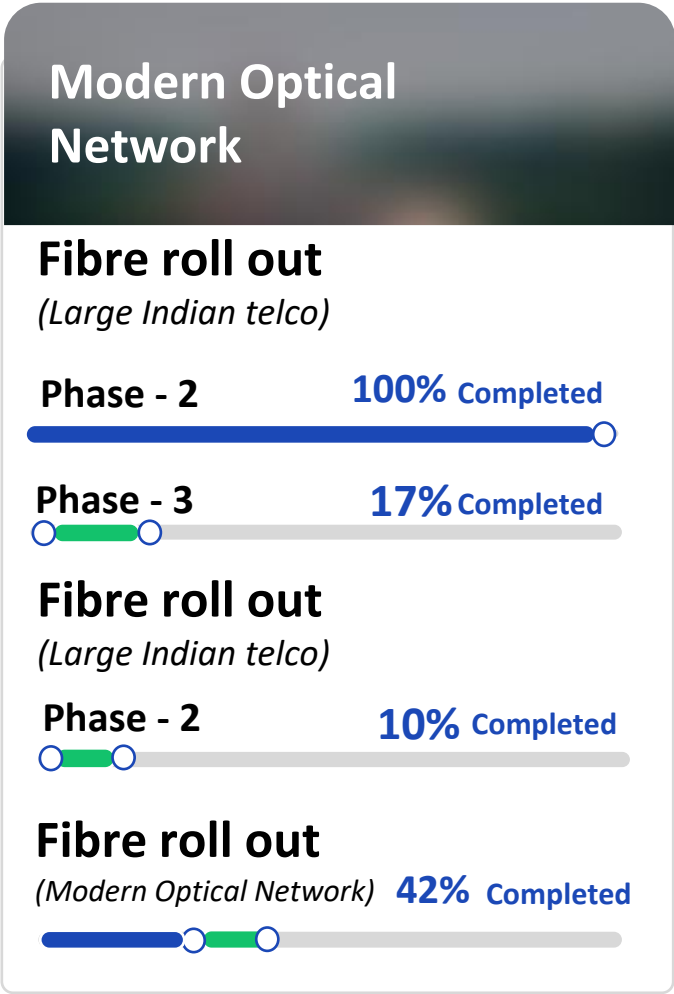 Modern Optical
Network
Fibre roll out
(Large Indian telco)
Phase - 2 100% Completed
Phase - 3 17% Completed
Fibre roll out
(Large Indian telco)
Phase - 2 10% Completed
Fibre roll out
(Modern Optical Network) 42% Completed